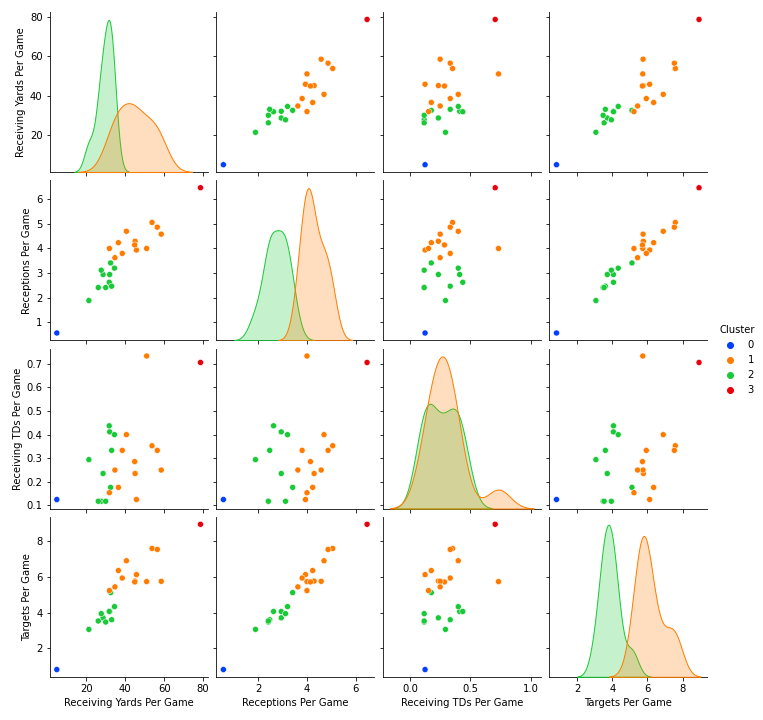 80
60
40
20
Receiving Yards Per Game
6
5
4
3
2
1
Receptions Per Game
Cluster
0
1
2
3
0.7
0.6
0.5
0.4
0.3
0.2
0.1
Receiving TDs Per Game
8
6
4
2
Targets Per Game
20 40 60 80
2 4 6
0.0 0.5 1.0
2 4 6 8
Receiving Yards Per Game
Receptions Per Game
Receiving TDs Per Game
Targets Per Game